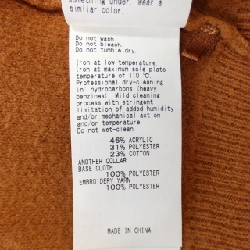 something under. Wear a
similar color.
Do not wash
Do not bleach.
Do not tumble dry.
Iron at low temperature.
Iron at maximum sole plate
temperature of 110 °C.
Professional dry-cleaning
in hydrocarbons (heavy
benzines) Mild cleaning
process with stringent
limitation of added humidity
and/or mechanical action
and/or temperature
Do not wet-clean
46% ACRYLIC
31% POLYESTER
23% COTTON
ANOTHER COLLAR
BASE CLOTH
100% POLYESTER
EMBROIDERY YARN
100% POLYESTER
MADE IN CHINA